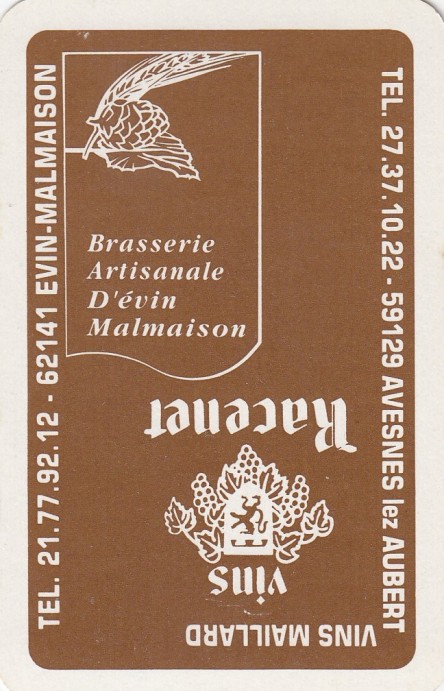 Brasserie
Artisanale
D'évin
Malmaison
TEL. 21.77.92.12 - 62141 EVIN-MALMAISON
VINS MAILLARD
vins
Racenet
TEL. 27.37.10.22 - 59129 AVESNES lez AUBERT